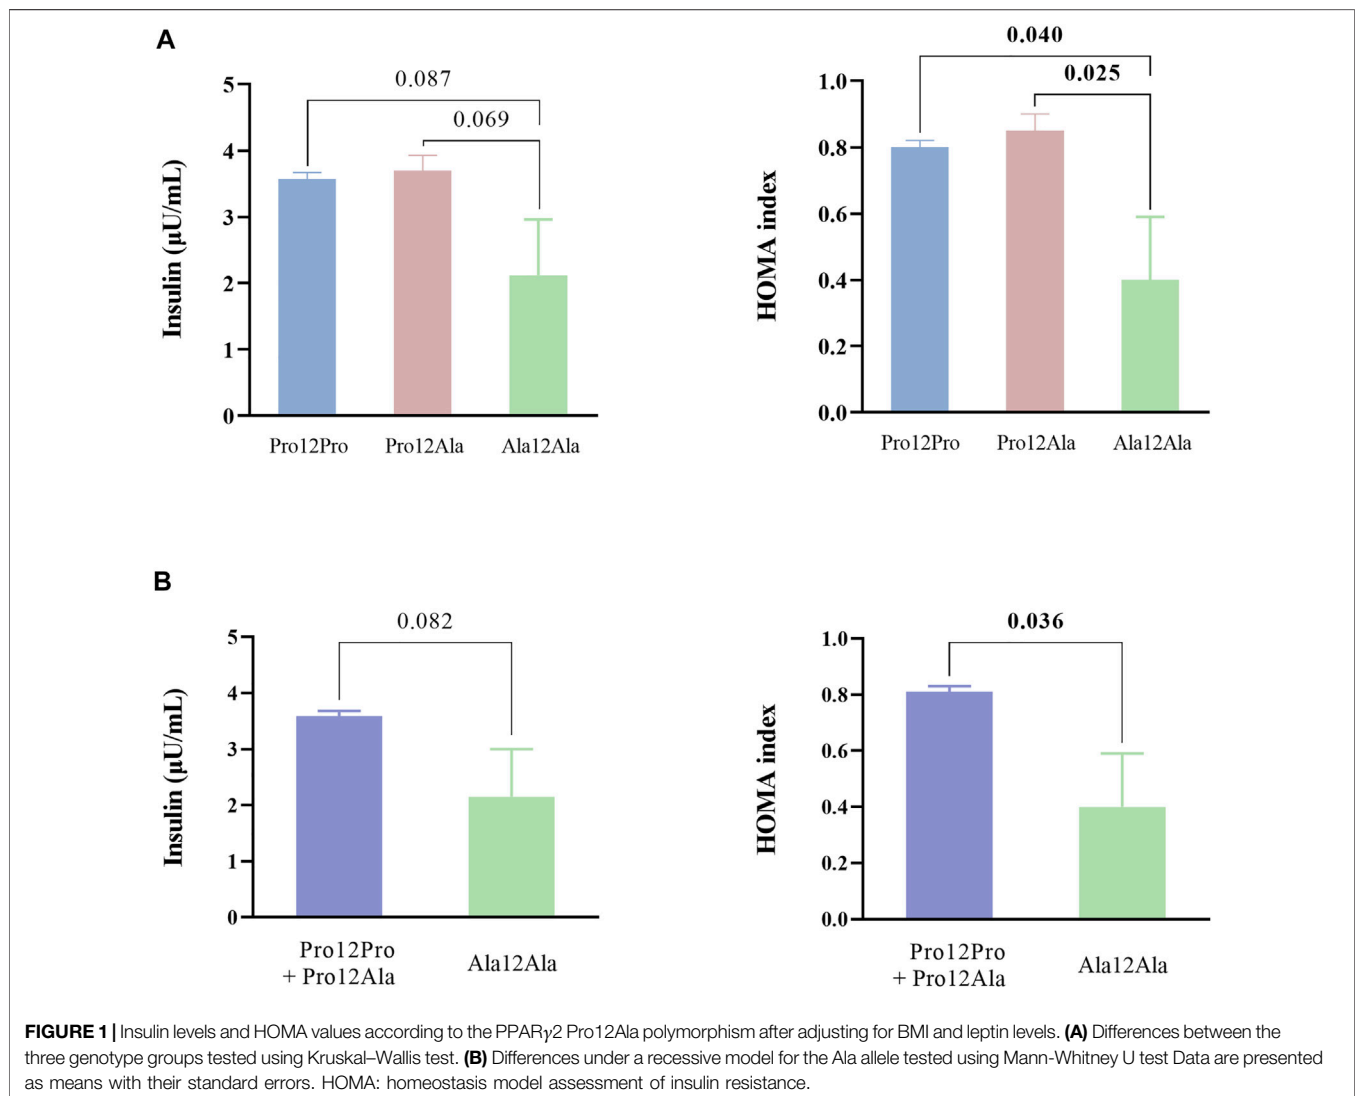 A
0.087
0.069
5
4
3
2
1
0
Insulin (µU/mL)
Pro12Pro Pro12Ala Ala12Ala
0.040
0.025
1.0
0.8
0.6
0.4
0.2
0.0
HOMA index
Pro12Pro Pro12Ala Ala12Ala
B
0.082
5
4
3
2
1
0
Insulin (µU/mL)
Pro12Pro
+ Pro12Ala
Ala12Ala
0.036
1.0
0.8
0.6
0.4
0.2
0.0
HOMA index
Pro12Pro
+ Pro12Ala
Ala12Ala
FIGURE 1 | Insulin levels and HOMA values according to the PPARγ2 Pro12Ala polymorphism after adjusting for BMI and leptin levels. (A) Differences between the
three genotype groups tested using Kruskal–Wallis test. (B) Differences under a recessive model for the Ala allele tested using Mann-Whitney U test Data are presented
as means with their standard errors. HOMA: homeostasis model assessment of insulin resistance.